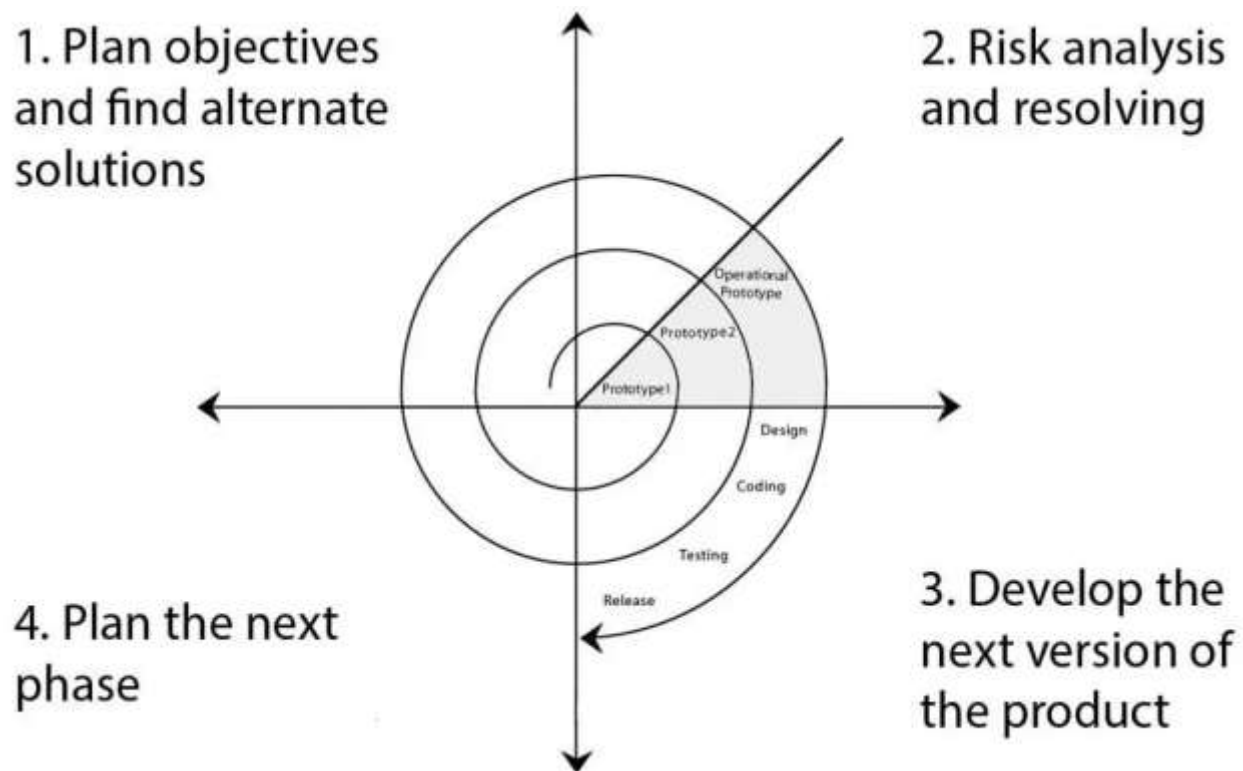 1. Plan objectives
and find alternate
solutions
2. Risk analysis
and resolving
Operational
Prototype
Prototype2
Prototype1
Design
Coding
Testing
Release
4. Plan the next
phase
3. Develop the
next version of
the product